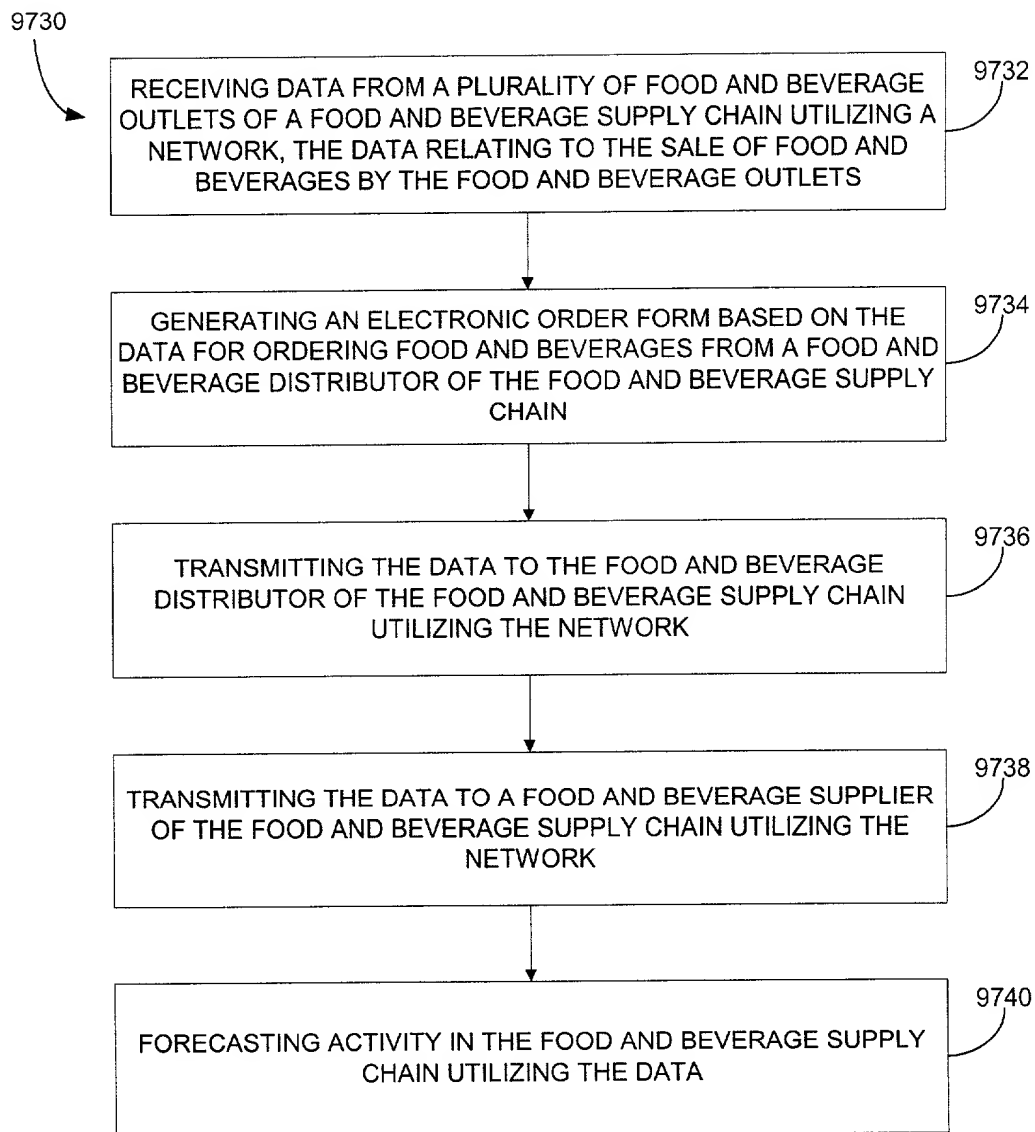 9730
RECEIVING DATA FROM A PLURALITY OF FOOD AND BEVERAGE
OUTLETS OF A FOOD AND BEVERAGE SUPPLY CHAIN UTILIZING A
NETWORK, THE DATA RELATING TO THE SALE OF FOOD AND
BEVERAGES BY THE FOOD AND BEVERAGE OUTLETS
9732
GENERATING AN ELECTRONIC ORDER FORM BASED ON THE
DATA FOR ORDERING FOOD AND BEVERAGES FROM A FOOD AND
BEVERAGE DISTRIBUTOR OF THE FOOD AND BEVERAGE SUPPLY
CHAIN
9734
TRANSMITTING THE DATA TO THE FOOD AND BEVERAGE
DISTRIBUTOR OF THE FOOD AND BEVERAGE SUPPLY CHAIN
UTILIZING THE NETWORK
9736
TRANSMITTING THE DATA TO A FOOD AND BEVERAGE SUPPLIER
OF THE FOOD AND BEVERAGE SUPPLY CHAIN UTILIZING THE
NETWORK
9738
FORECASTING ACTIVITY IN THE FOOD AND BEVERAGE SUPPLY
CHAIN UTILIZING THE DATA
9740